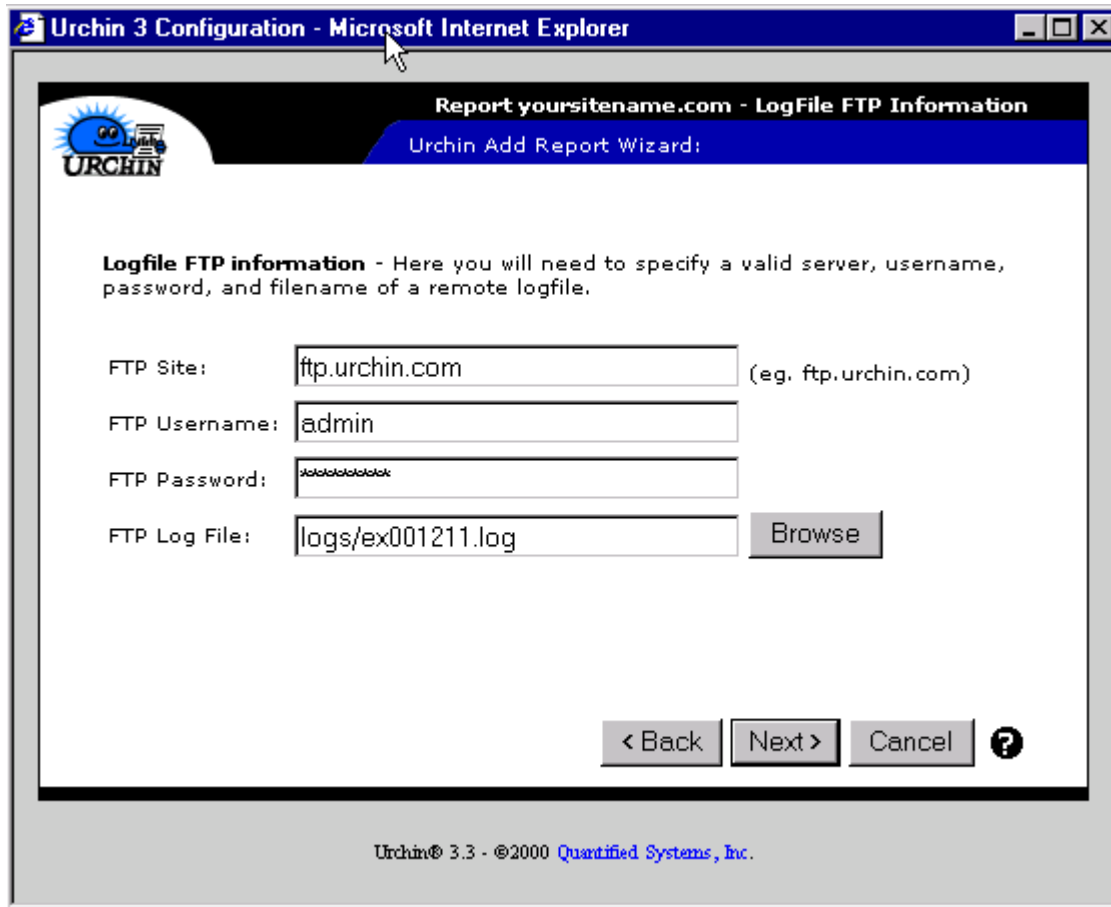 Urchin 3 Configuration - Microsoft Internet Explorer
Report yoursitename.com - LogFile FTP Information
Urchin Add Report Wizard:
URCHIN
Logfile FTP information - Here you will need to specify a valid server, username,
password, and filename of a remote logfile.
FTP Site: ftp.urchin.com (eg. ftp.urchin.com)
FTP Username: admin
FTP Password: **********
FTP Log File: logs/ex001211.log Browse
< Back Next > Cancel ?
Urchin® 3.3 - ©2000 Quantified Systems, Inc.